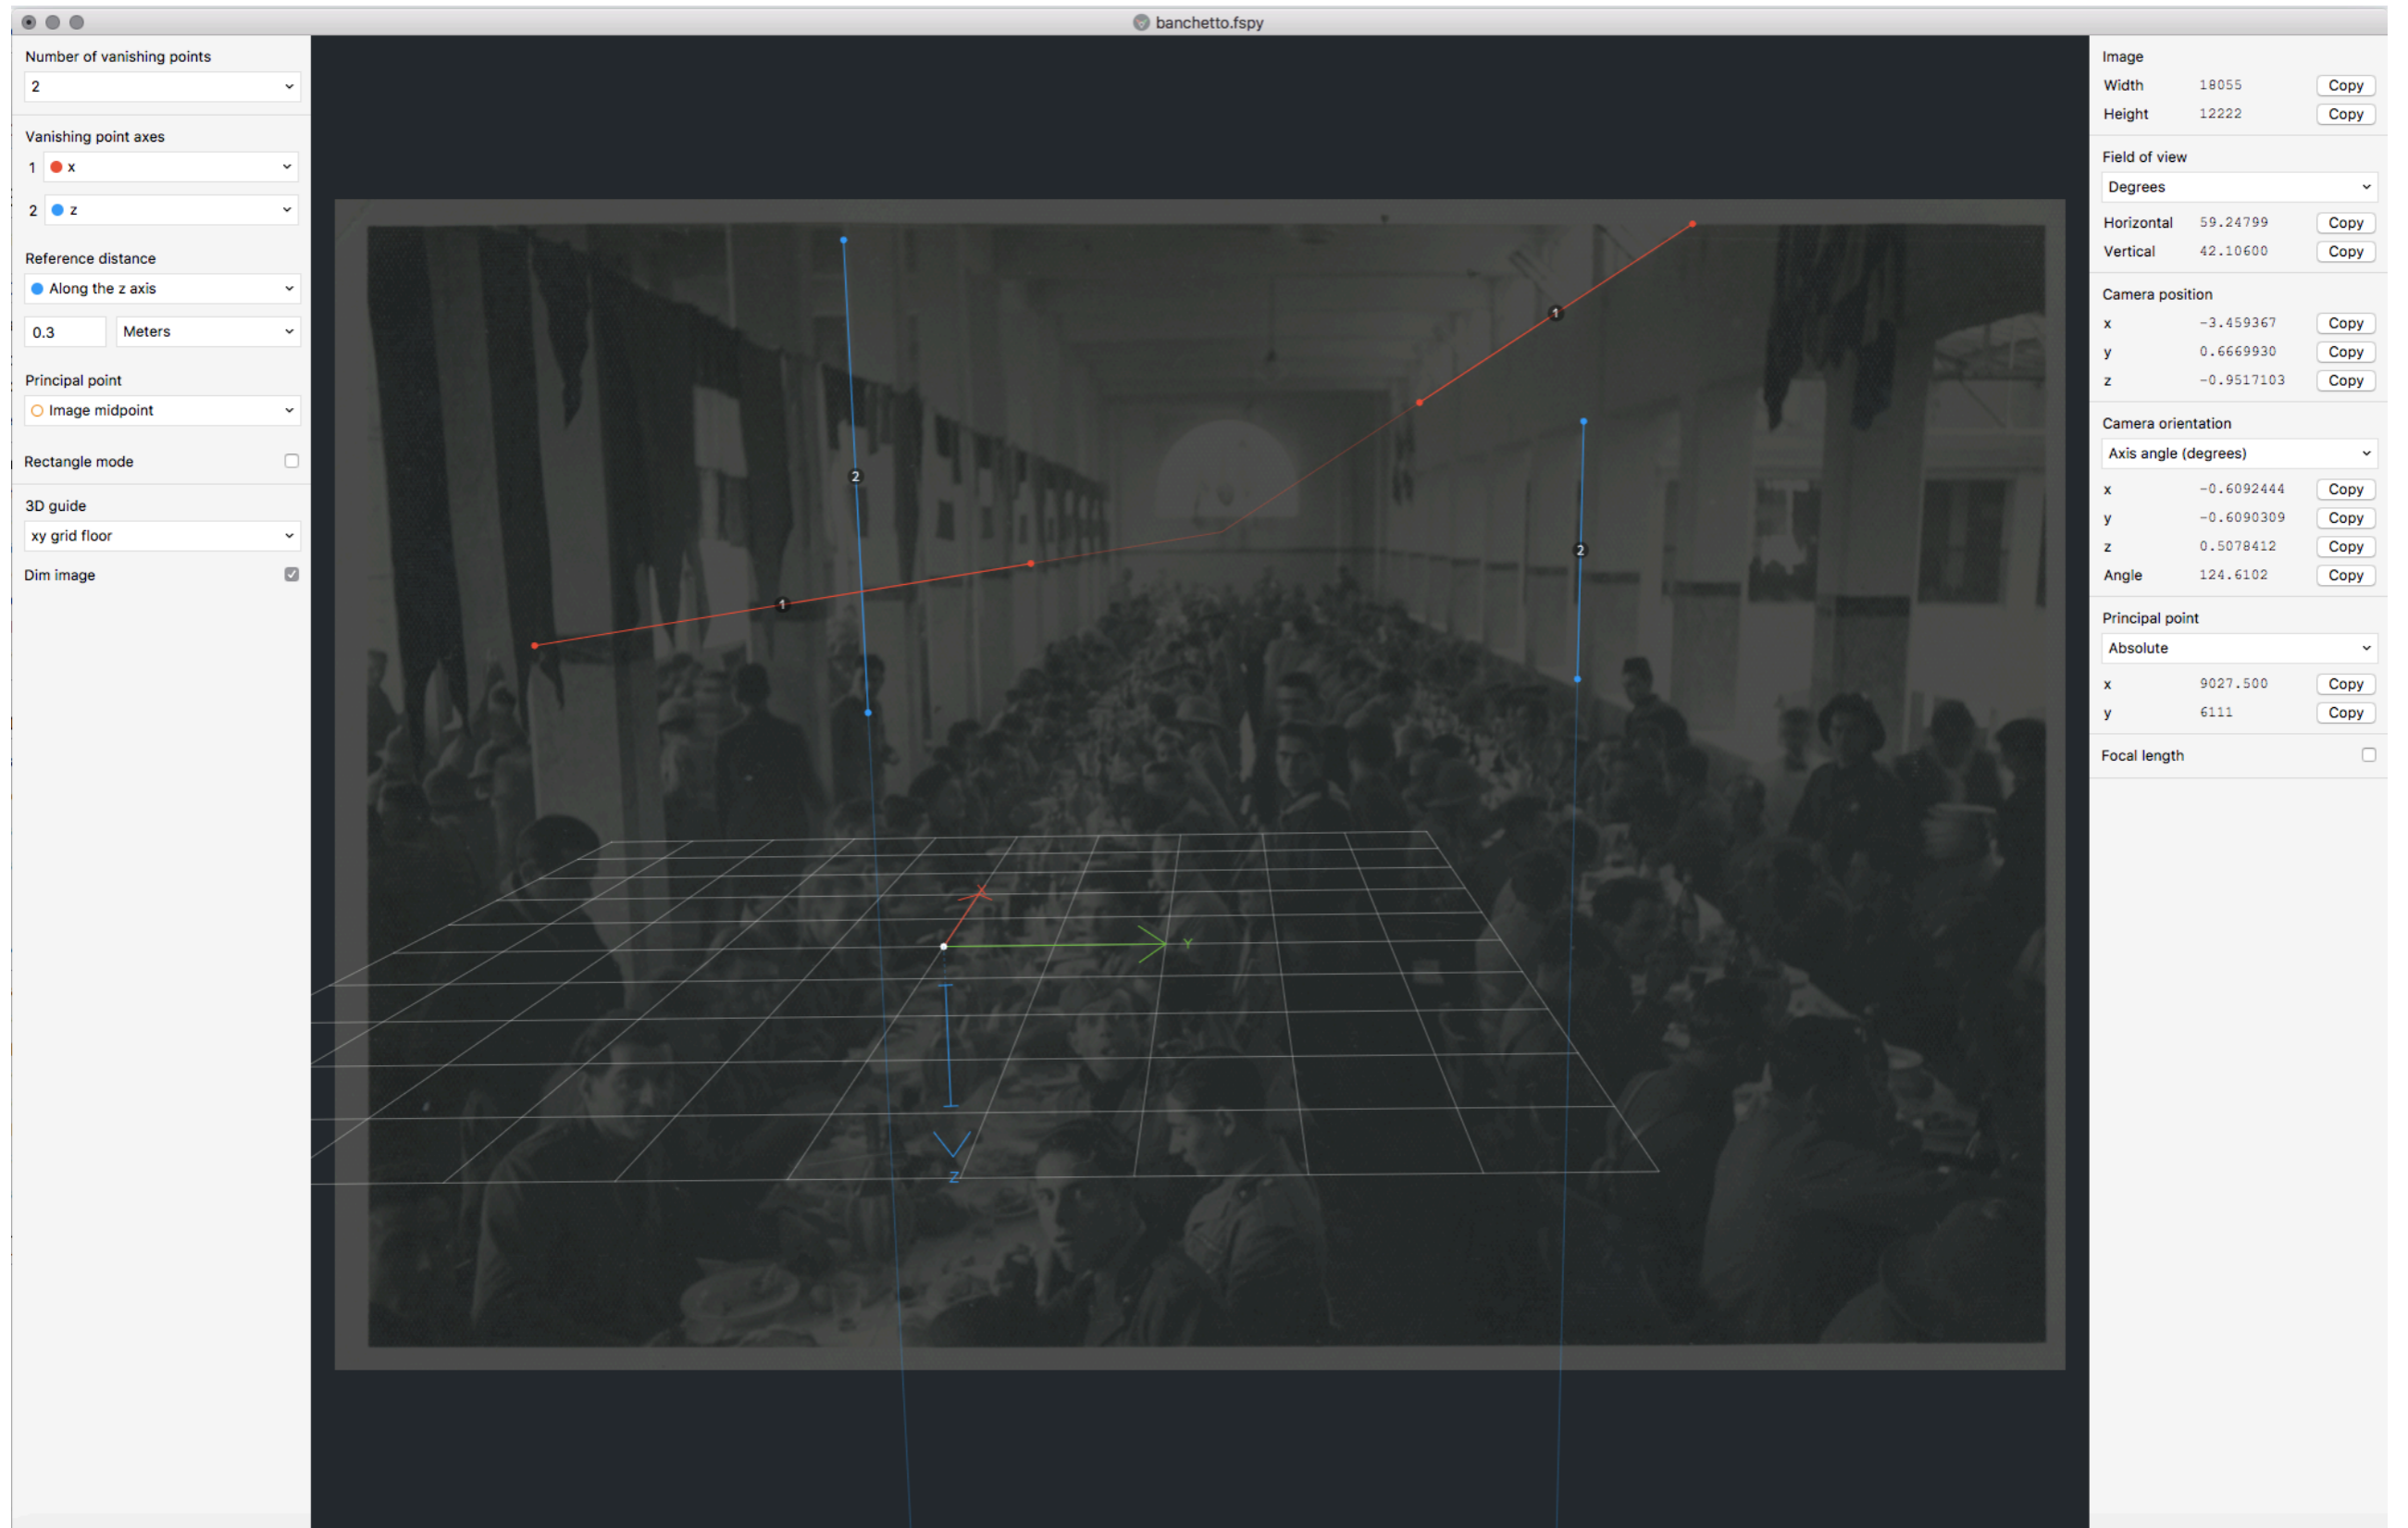 banchetto.fspy
Number of vanishing points
2
Vanishing point axes
1 x
2 z
Reference distance
Along the z axis
0.3 Meters
Principal point
Image midpoint
Rectangle mode
3D guide
xy grid floor
Dim image
1
1
2
2
X
Y
Z
Image
Width 18055 Copy
Height 12222 Copy
Field of view
Degrees
Horizontal 59.24799 Copy
Vertical 42.10600 Copy
Camera position
x -3.459367 Copy
y 0.6669930 Copy
z -0.9517103 Copy
Camera orientation
Axis angle (degrees)
x -0.6092444 Copy
y -0.6090309 Copy
z 0.5078412 Copy
Angle 124.6102 Copy
Principal point
Absolute
x 9027.500 Copy
y 6111 Copy
Focal length